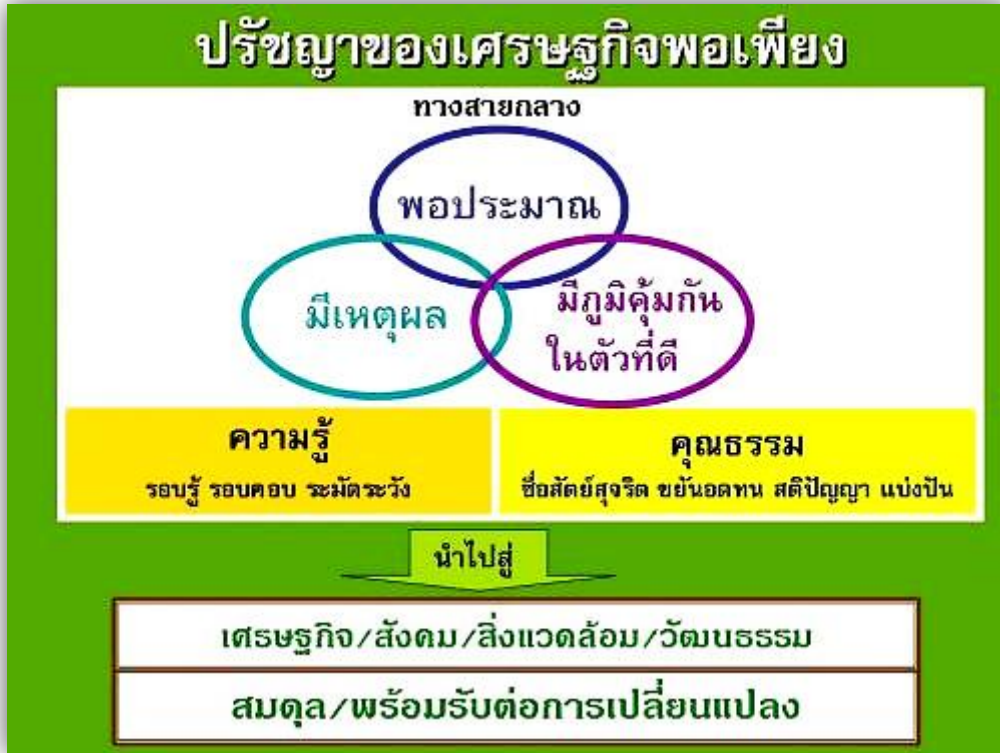 ปรัชญาของเศรษฐกิจพอเพียง
ทางสายกลาง
พอประมาณ
มีเหตุผล
มีภูมิคุ้มกัน
ในตัวที่ดี
ความรู้
รอบรู้ รอบคอบ ระมัดระวัง
คุณธรรม
ซื่อสัตย์สุจริต ขยันอดทน สติปัญญา แบ่งปัน
นำไปสู่
เศรษฐกิจ/สังคม/สิ่งแวดล้อม/วัฒนธรรม
สมดุล/พร้อมรับต่อการเปลี่ยนแปลง